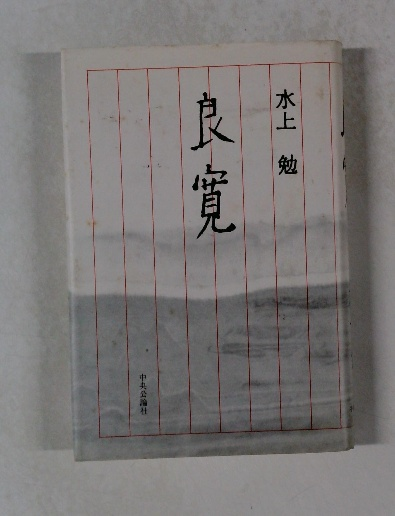 水上 勉
良寛
中央公論社